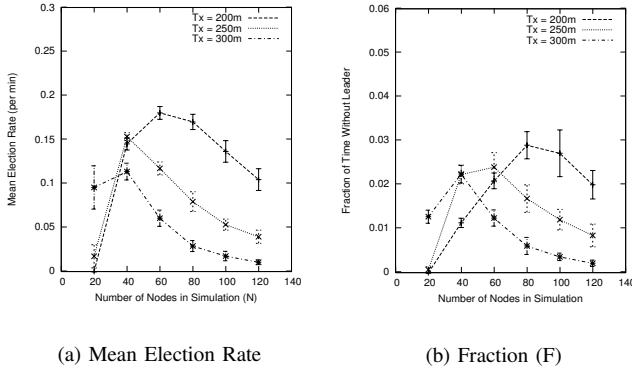 Tx = 200m
Tx = 250m
Tx = 300m
0.3
0.25
0.2
0.15
0.1
0.05
0
Mean Election Rate (per min)
0 20 40 60 80 100 120 140
Number of Nodes in Simulation (N)
(a) Mean Election Rate
Tx = 200m
Tx = 250m
Tx = 300m
0.06
0.05
0.04
0.03
0.02
0.01
0
Fraction of Time Without Leader
0 20 40 60 80 100 120 140
Number of Nodes in Simulation
(b) Fraction (F)